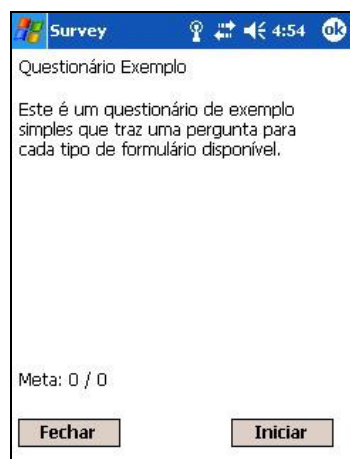 Survey 4:54 ok
Questionário Exemplo
Este é um questionário de exemplo
simples que traz uma pergunta para
cada tipo de formulário disponível.
Meta: 0 / 0
Fechar Iniciar